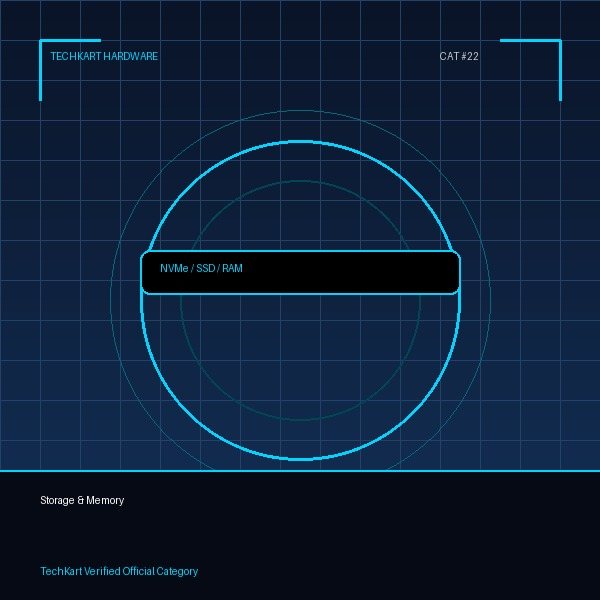 TECHKART HARDWARE
CAT #22
NVMe / SSD / RAM
Storage & Memory
TechKart Verified Official Category